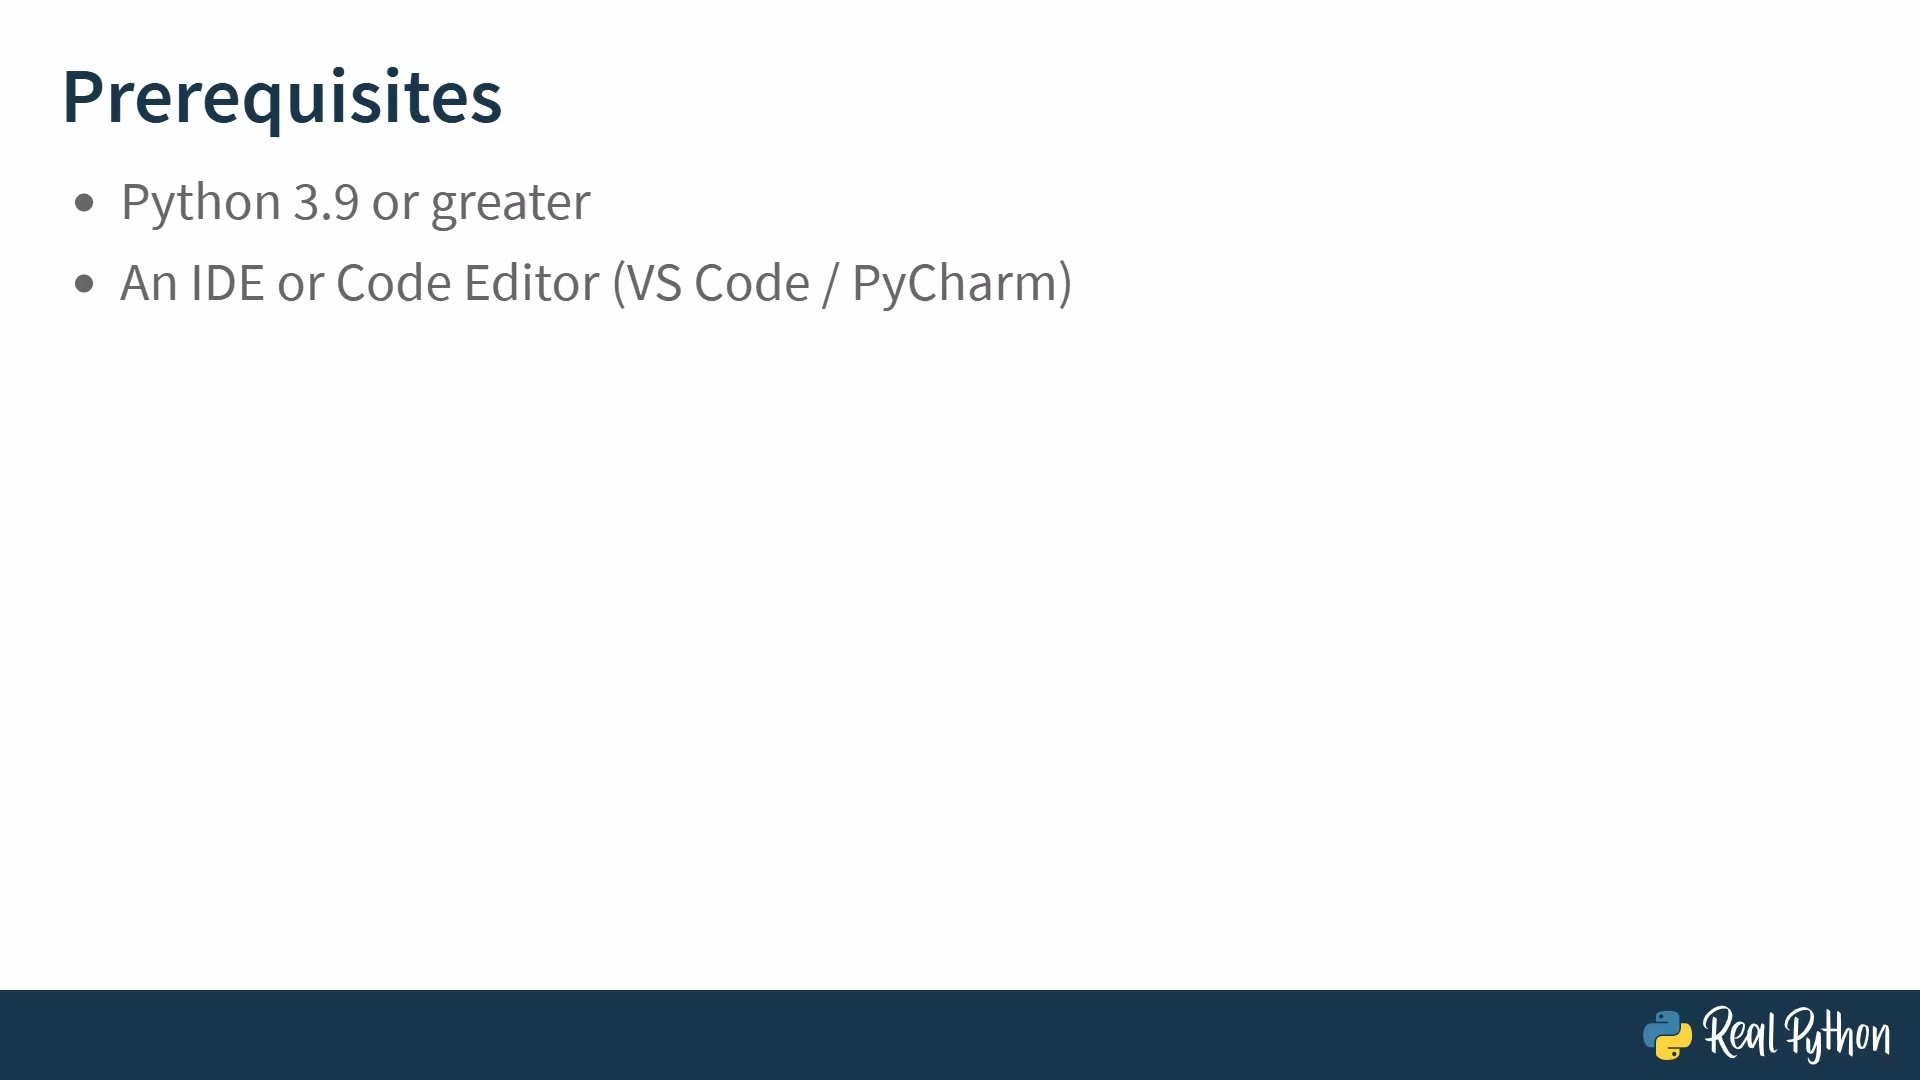 Prerequisites
• Python 3.9 or greater
• An IDE or Code Editor (VS Code / PyCharm)
Real Python